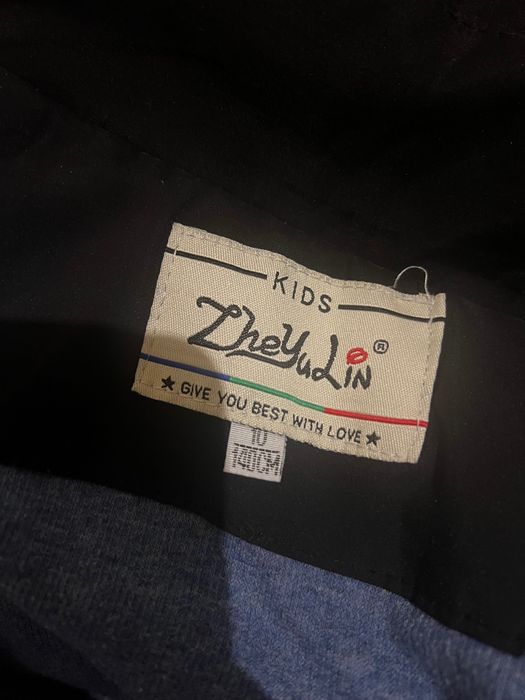 KIDS
ZheYuLiN®
★ GIVE YOU BEST WITH LOVE ★
10
140CM